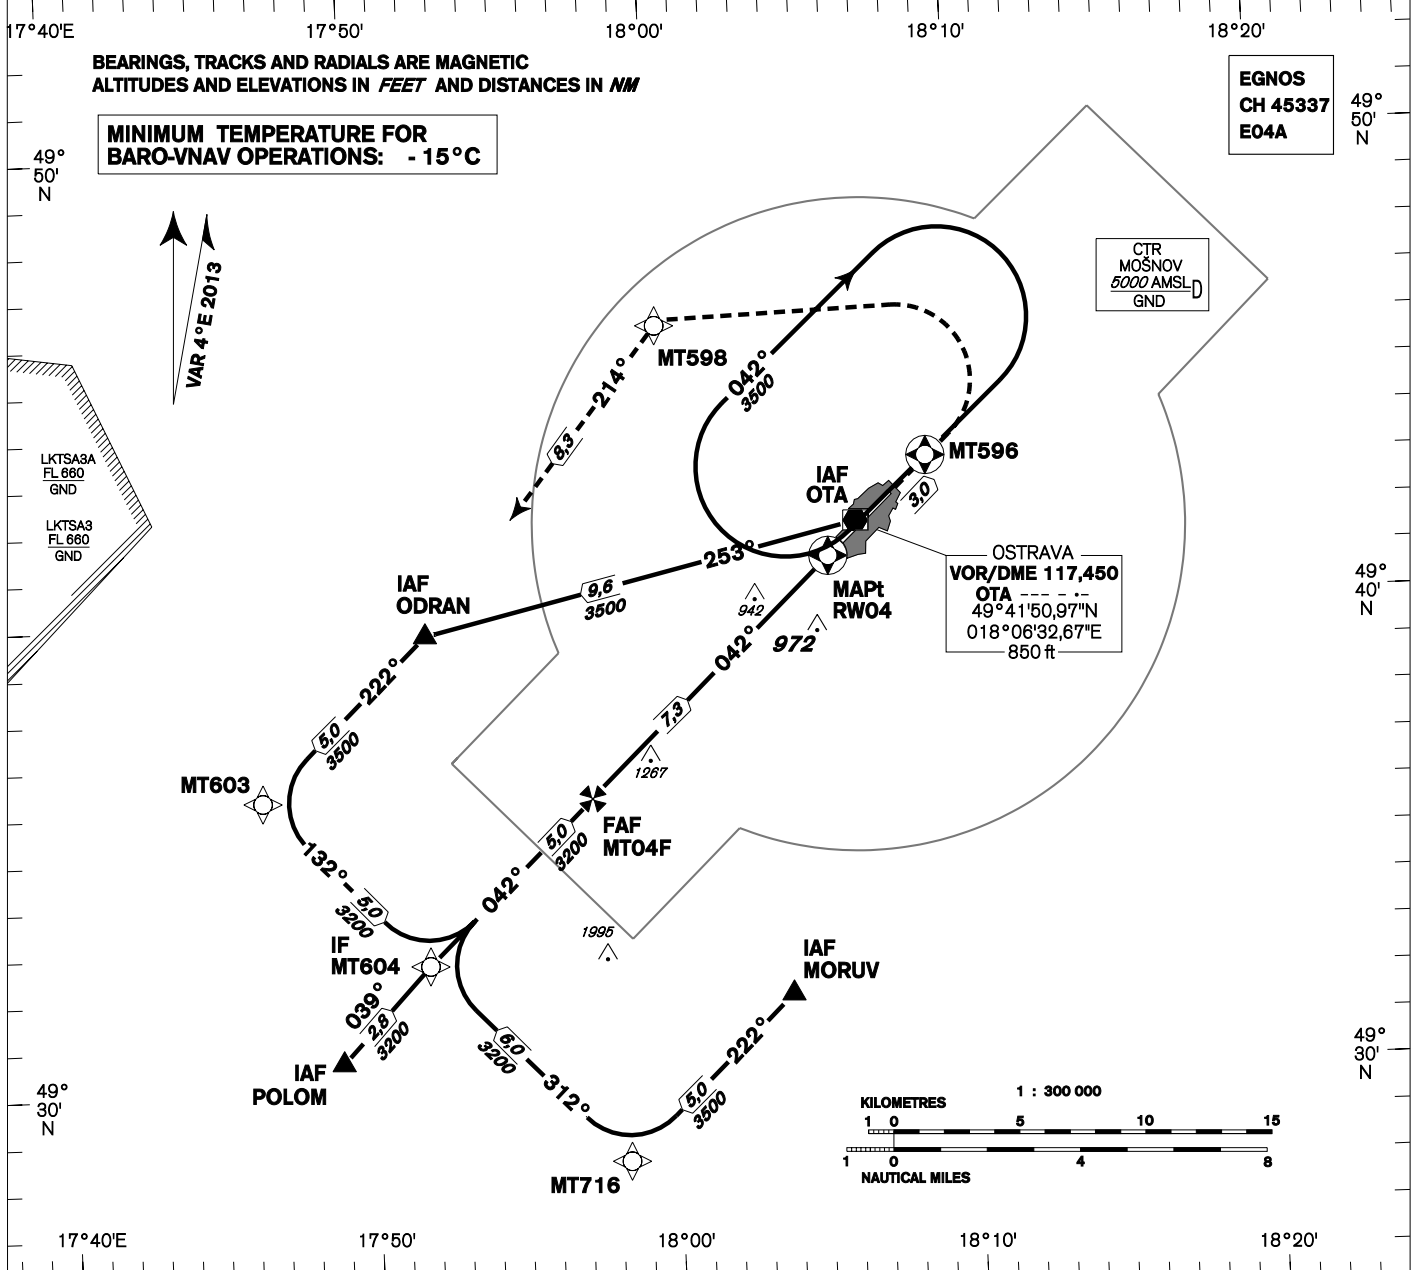 17°40'E 17°50' 18°00' 18°10' 18°20'
BEARINGS, TRACKS AND RADIALS ARE MAGNETIC
ALTITUDES AND ELEVATIONS IN FEET AND DISTANCES IN NM
MINIMUM TEMPERATURE FOR
BARO-VNAV OPERATIONS: - 15°C
EGNOS
CH 45337
E04A
49°
50'
N
49°
50'
N
VAR 4°E 2013
CTR
MOŠNOV
5000 AMSL
GND
D
MT598
214°
8,3
042°
3500
LKTSA3A
FL 660
GND
LKTSA3
FL 660
GND
MT596
3,0
IAF
OTA
253°
9,6
3500
IAF
ODRAN
MAPt
RW04
OSTRAVA
VOR/DME 117,450
OTA --- - ·-
49°41'50,97"N
018°06'32,67"E
850 ft
49°
40'
N
942
972
042°
7,3
1267
222°
5,0
3500
MT603
132°
5,0
3200
FAF
MT04F
5,0
3200
042°
IF
MT604
1995
IAF
MORUV
039°
2,8
3200
IAF
POLOM
6,0
3200
312°
222°
5,0
3500
MT716
49°
30'
N
49°
30'
N
1 : 300 000
KILOMETRES
1 0 5 10 15
1 0 4 8
NAUTICAL MILES
17°40'E 17°50' 18°00' 18°10' 18°20'